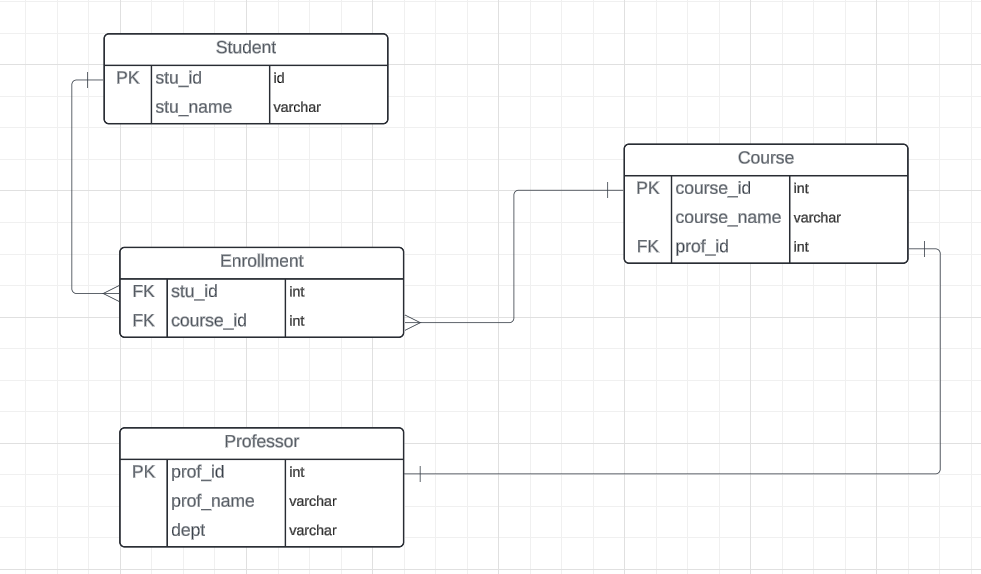 Student
PK stu_id id
stu_name varchar
Course
PK course_id int
course_name varchar
FK prof_id int
Enrollment
FK stu_id int
FK course_id int
Professor
PK prof_id int
prof_name varchar
dept varchar